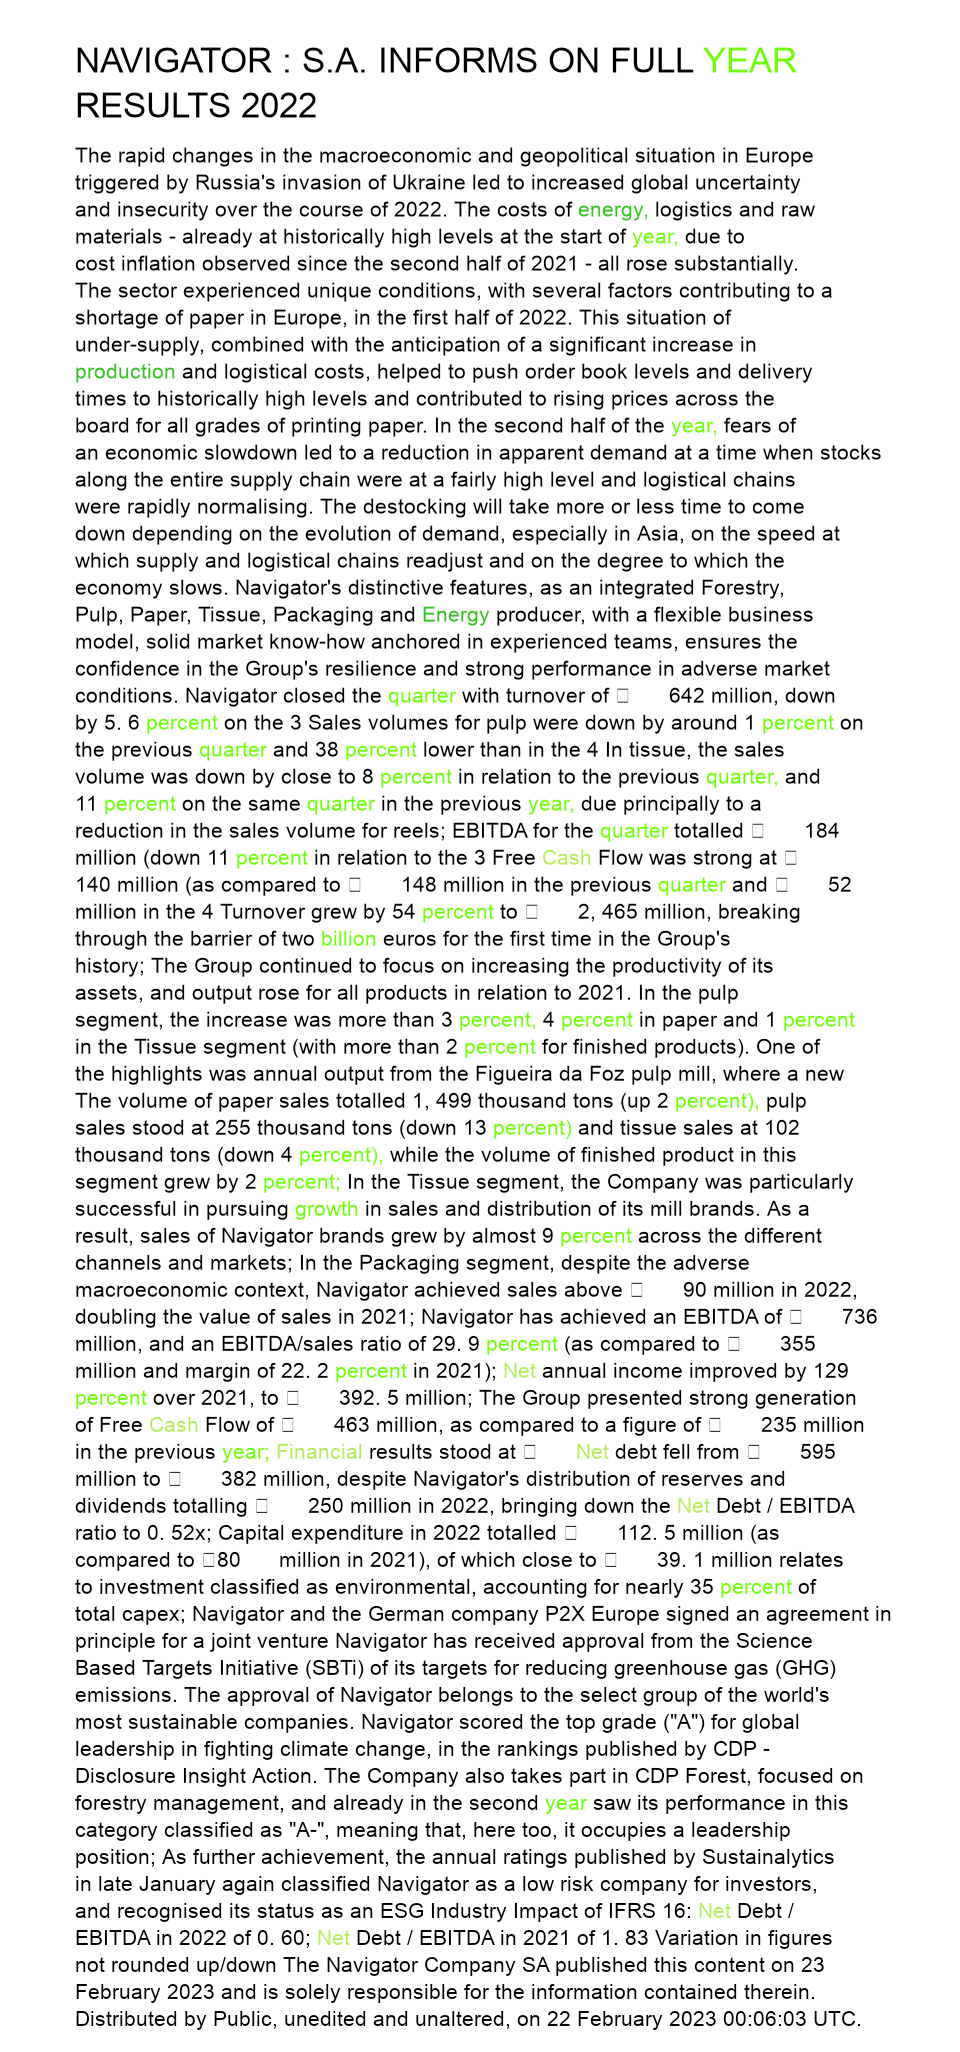 NAVIGATOR : S.A. INFORMS ON FULL YEAR
RESULTS 2022
The rapid changes in the macroeconomic and geopolitical situation in Europe
triggered by Russia's invasion of Ukraine led to increased global uncertainty
and insecurity over the course of 2022. The costs of energy, logistics and raw
materials - already at historically high levels at the start of year, due to
cost inflation observed since the second half of 2021 - all rose substantially.
The sector experienced unique conditions, with several factors contributing to a
shortage of paper in Europe, in the first half of 2022. This situation of
under-supply, combined with the anticipation of a significant increase in
production and logistical costs, helped to push order book levels and delivery
times to historically high levels and contributed to rising prices across the
board for all grades of printing paper. In the second half of the year, fears of
an economic slowdown led to a reduction in apparent demand at a time when stocks
along the entire supply chain were at a fairly high level and logistical chains
were rapidly normalising. The destocking will take more or less time to come
down depending on the evolution of demand, especially in Asia, on the speed at
which supply and logistical chains readjust and on the degree to which the
economy slows. Navigator's distinctive features, as an integrated Forestry,
Pulp, Paper, Tissue, Packaging and Energy producer, with a flexible business
model, solid market know-how anchored in experienced teams, ensures the
confidence in the Group's resilience and strong performance in adverse market
conditions. Navigator closed the quarter with turnover of 642 million, down
by 5. 6 percent on the 3 Sales volumes for pulp were down by around 1 percent on
the previous quarter and 38 percent lower than in the 4 In tissue, the sales
volume was down by close to 8 percent in relation to the previous quarter, and
11 percent on the same quarter in the previous year, due principally to a
reduction in the sales volume for reels; EBITDA for the quarter totalled 184
million (down 11 percent in relation to the 3 Free Cash Flow was strong at
140 million (as compared to 148 million in the previous quarter and 52
million in the 4 Turnover grew by 54 percent to 2, 465 million, breaking
through the barrier of two billion euros for the first time in the Group's
history; The Group continued to focus on increasing the productivity of its
assets, and output rose for all products in relation to 2021. In the pulp
segment, the increase was more than 3 percent, 4 percent in paper and 1 percent
in the Tissue segment (with more than 2 percent for finished products). One of
the highlights was annual output from the Figueira da Foz pulp mill, where a new
The volume of paper sales totalled 1, 499 thousand tons (up 2 percent), pulp
sales stood at 255 thousand tons (down 13 percent) and tissue sales at 102
thousand tons (down 4 percent), while the volume of finished product in this
segment grew by 2 percent; In the Tissue segment, the Company was particularly
successful in pursuing growth in sales and distribution of its mill brands. As a
result, sales of Navigator brands grew by almost 9 percent across the different
channels and markets; In the Packaging segment, despite the adverse
macroeconomic context, Navigator achieved sales above 90 million in 2022,
doubling the value of sales in 2021; Navigator has achieved an EBITDA of 736
million, and an EBITDA/sales ratio of 29. 9 percent (as compared to 355
million and margin of 22. 2 percent in 2021); Net annual income improved by 129
percent over 2021, to 392. 5 million; The Group presented strong generation
of Free Cash Flow of 463 million, as compared to a figure of 235 million
in the previous year; Financial results stood at Net debt fell from 595
million to 382 million, despite Navigator's distribution of reserves and
dividends totalling 250 million in 2022, bringing down the Net Debt / EBITDA
ratio to 0. 52x; Capital expenditure in 2022 totalled 112. 5 million (as
compared to 80 million in 2021), of which close to 39. 1 million relates
to investment classified as environmental, accounting for nearly 35 percent of
total capex; Navigator and the German company P2X Europe signed an agreement in
principle for a joint venture Navigator has received approval from the Science
Based Targets Initiative (SBTi) of its targets for reducing greenhouse gas (GHG)
emissions. The approval of Navigator belongs to the select group of the world's
most sustainable companies. Navigator scored the top grade ("A") for global
leadership in fighting climate change, in the rankings published by CDP -
Disclosure Insight Action. The Company also takes part in CDP Forest, focused on
forestry management, and already in the second year saw its performance in this
category classified as "A-", meaning that, here too, it occupies a leadership
position; As further achievement, the annual ratings published by Sustainalytics
in late January again classified Navigator as a low risk company for investors,
and recognised its status as an ESG Industry Impact of IFRS 16: Net Debt /
EBITDA in 2022 of 0. 60; Net Debt / EBITDA in 2021 of 1. 83 Variation in figures
not rounded up/down The Navigator Company SA published this content on 23
February 2023 and is solely responsible for the information contained therein.
Distributed by Public, unedited and unaltered, on 22 February 2023 00:06:03 UTC.